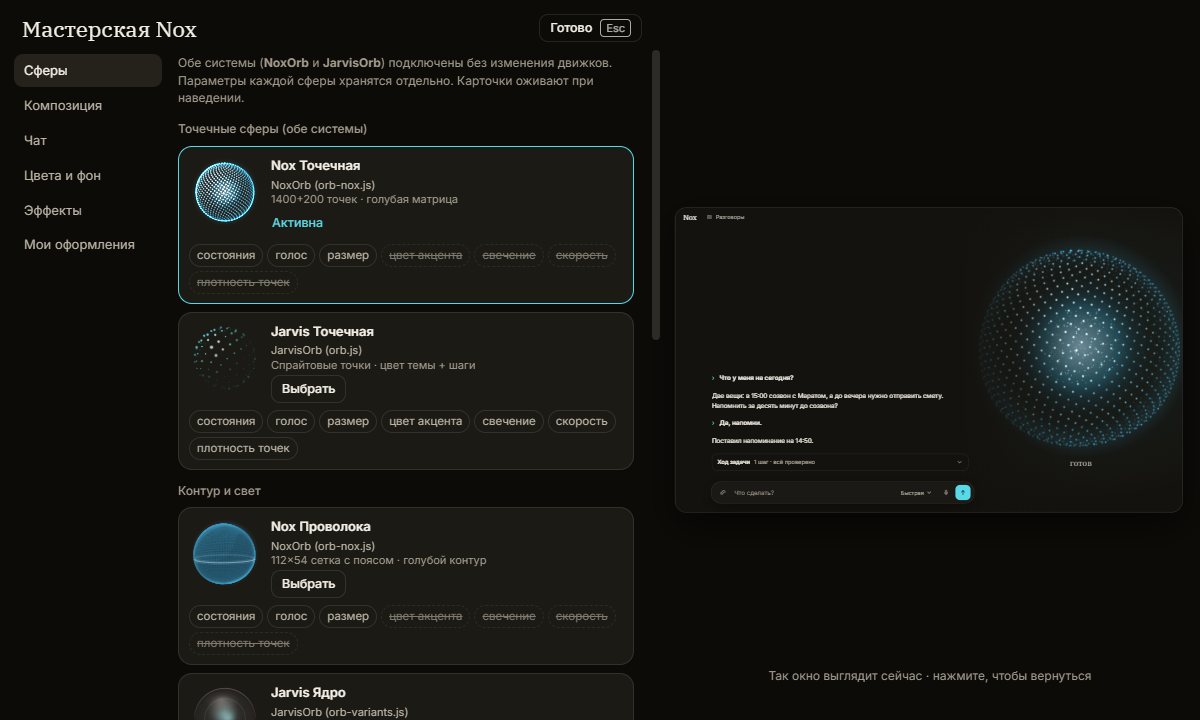 Мастерская Nox
Готово Esc
Сферы
Композиция
Чат
Цвета и фон
Эффекты
Мои оформления
Обе системы (NoxOrb и JarvisOrb) подключены без изменения движков.
Параметры каждой сферы хранятся отдельно. Карточки оживают при
наведении.
Точечные сферы (обе системы)
Nox Точечная
NoxOrb (orb-nox.js)
1400+200 точек · голубая матрица
Активна
состояния голос размер цвет акцента свечение скорость
плотность точек
Jarvis Точечная
JarvisOrb (orb.js)
Спрайтовые точки · цвет темы + шаги
Выбрать
состояния голос размер цвет акцента свечение скорость
плотность точек
Контур и свет
Nox Проволока
NoxOrb (orb-nox.js)
112×54 сетка с поясом · голубой контур
Выбрать
состояния голос размер цвет акцента свечение скорость
плотность точек
Jarvis Ядро
JarvisOrb (orb-variants.js)
Nox Разговоры
› Что у меня на сегодня?
Две вещи: в 15:00 созвон с Маратом, а до вечера нужно отправить смету.
Напомнить за десять минут до созвона?
› Да, напомни.
Поставил напоминание на 14:50.
Ход задачи 1 шаг · всё проверено
Что сделать? Быстрая
готов
Так окно выглядит сейчас · нажмите, чтобы вернуться